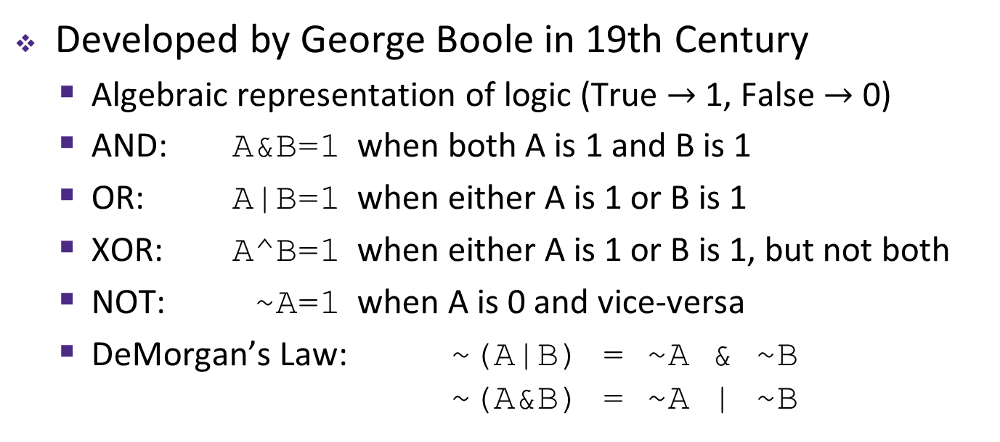 ❖ Developed by George Boole in 19th Century
▪ Algebraic representation of logic (True → 1, False → 0)
▪ AND: A&B=1 when both A is 1 and B is 1
▪ OR: A|B=1 when either A is 1 or B is 1
▪ XOR: A^B=1 when either A is 1 or B is 1, but not both
▪ NOT: ~A=1 when A is 0 and vice-versa
▪ DeMorgan’s Law: ~(A|B) = ~A & ~B
~(A&B) = ~A | ~B